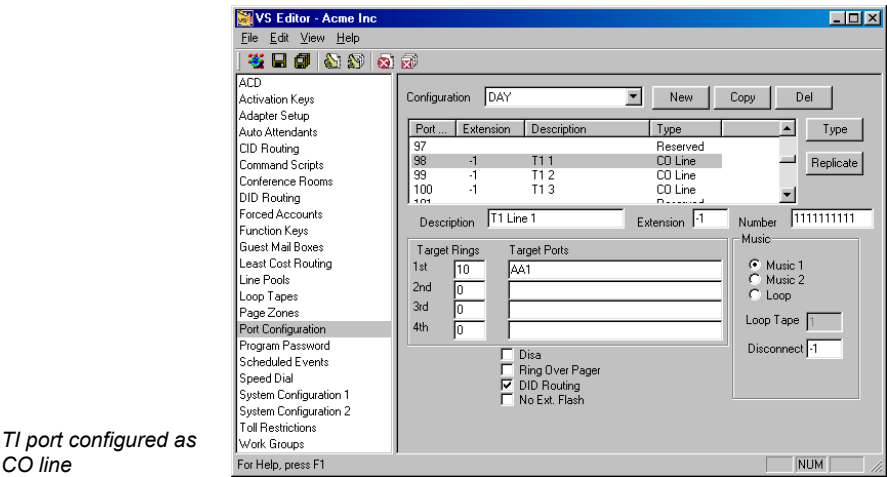 VS Editor - Acme Inc
File Edit View Help
ACD
Activation Keys
Adapter Setup
Auto Attendants
CID Routing
Command Scripts
Conference Rooms
DID Routing
Forced Accounts
Function Keys
Guest Mail Boxes
Least Cost Routing
Line Pools
Loop Tapes
Page Zones
Port Configuration
Program Password
Scheduled Events
Speed Dial
System Configuration 1
System Configuration 2
Toll Restrictions
Work Groups
Configuration DAY New Copy Del
Port ... Extension Description Type
97 Reserved
98 -1 T1 1 CO Line
99 -1 T1 2 CO Line
100 -1 T1 3 CO Line
101 Reserved
Type
Replicate
Description T1 Line 1 Extension -1 Number 1111111111
Target Rings Target Ports
1st 10 AA1
2nd 0
3rd 0
4th 0
Disa
Ring Over Pager
DID Routing
No Ext. Flash
Music
Music 1
Music 2
Loop
Loop Tape 1
Disconnect -1
For Help, press F1 NUM
TI port configured as
CO line